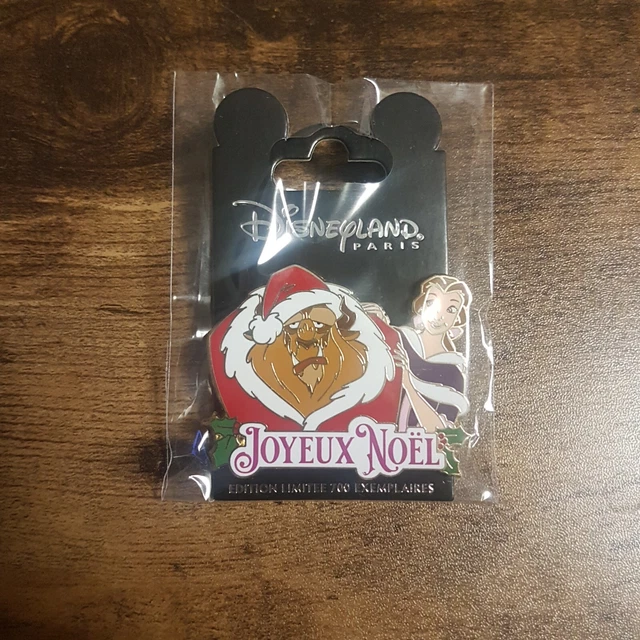 Disneyland
PARIS
JOYEUX NOËL
EDITION LIMITEE 700 EXEMPLAIRES